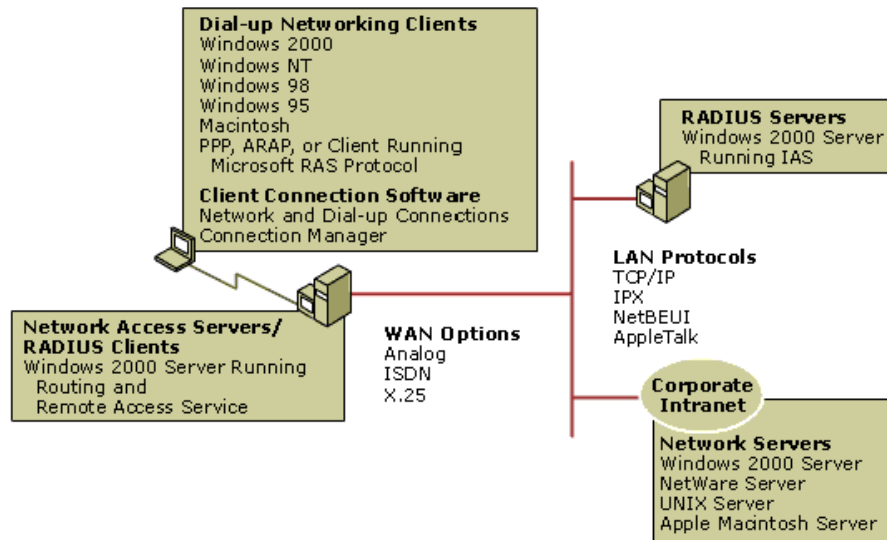 Dial-up Networking Clients
Windows 2000
Windows NT
Windows 98
Windows 95
Macintosh
PPP, ARAP, or Client Running
Microsoft RAS Protocol
Client Connection Software
Network and Dial-up Connections
Connection Manager
RADIUS Servers
Windows 2000 Server
Running IAS
Network Access Servers/
RADIUS Clients
Windows 2000 Server Running
Routing and
Remote Access Service
WAN Options
Analog
ISDN
X.25
LAN Protocols
TCP/IP
IPX
NetBEUI
AppleTalk
Corporate
Intranet
Network Servers
Windows 2000 Server
NetWare Server
UNIX Server
Apple Macintosh Server